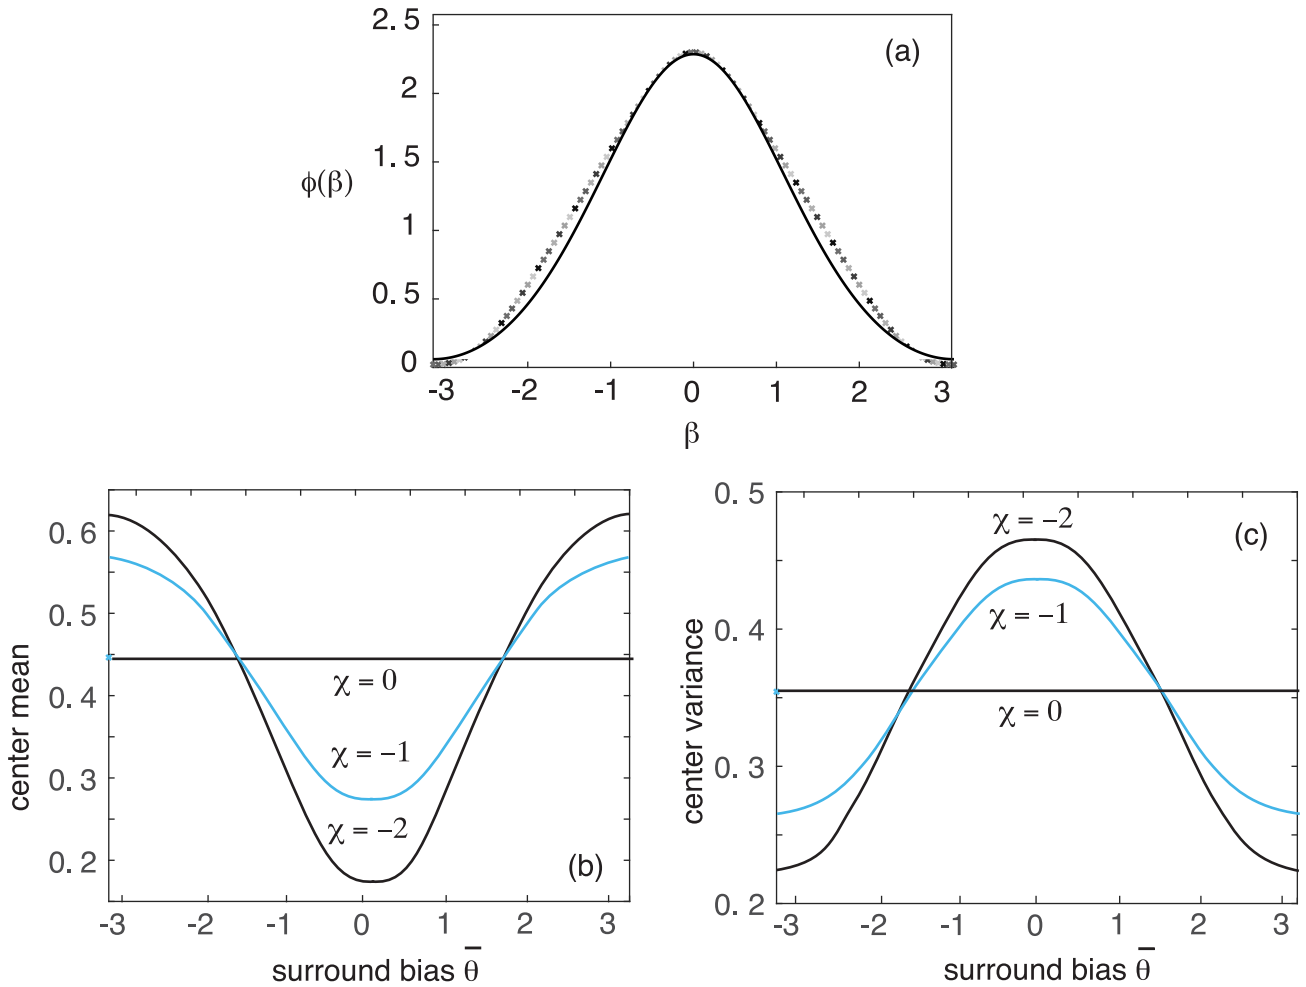 2.5
(a)
2
1.5
ϕ(β)
1
0.5
0
-3 -2 -1 0 1 2 3
β
0.6
0.5
center mean
0.4
χ = 0
χ = −1
0.3
χ = −2
0.2
(b)
-3 -2 -1 0 1 2 3
surround bias θ̄
0.5
χ = −2
(c)
χ = −1
0.4
center variance
χ = 0
0.3
0.2
-3 -2 -1 0 1 2 3
surround bias θ̄